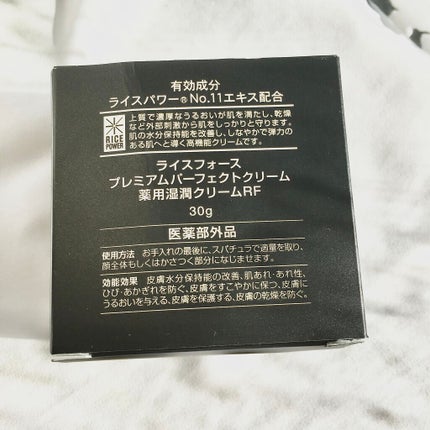 有効成分
ライスパワー®No.11エキス配合
上質で濃厚なうるおいが肌を満たし、乾燥
など外部刺激から肌をしっかりと守ります。
肌の水分保持能を改善し、しなやかで弾力の
ある肌へと導く高機能クリームです。
RICE
POWER
ライスフォース
プレミアムパーフェクトクリーム
薬用湿潤クリームRF
30g
医薬部外品
使用方法 お手入れの最後に、スパチュラで適量を取り、
顔全体もしくはかさつく部分になじませます。
効能効果 皮膚水分保持能の改善、肌あれ・あれ性、
ひび・あかぎれを防ぐ、皮膚をすこやかに保つ、皮膚に
うるおいを与える、皮膚を保護する、皮膚の乾燥を防ぐ。